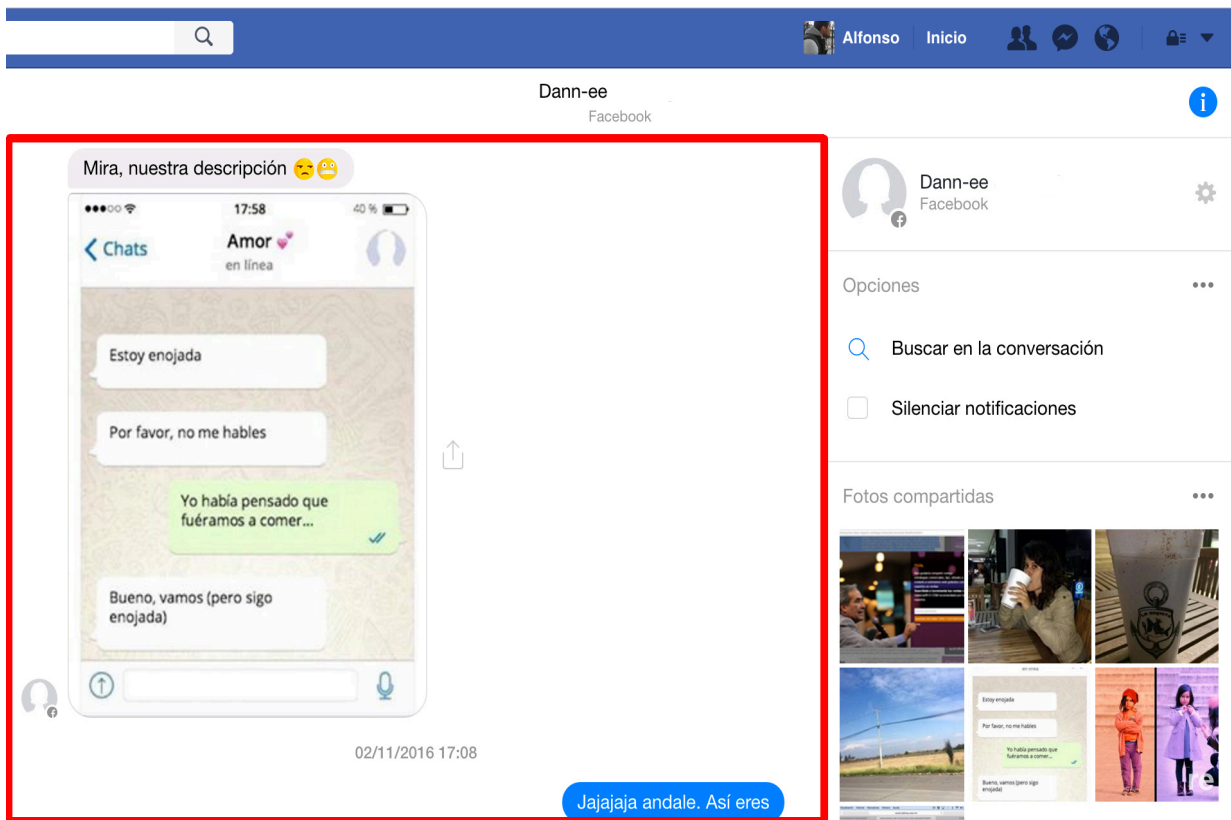 Alfonso
Inicio
Dann-ee
Facebook
i
Mira, nuestra descripción 😒😬
17:58
40 %
Chats
Amor 💕
en línea
Estoy enojada
Por favor, no me hables
Yo había pensado que
fuéramos a comer...
Bueno, vamos (pero sigo
enojada)
02/11/2016 17:08
Jajajaja andale. Así eres
Dann-ee
Facebook
Opciones
Buscar en la conversación
Silenciar notificaciones
Fotos compartidas
en línea
Estoy enojada
Por favor, no me hables
Yo había pensado que
fuéramos a comer...
Bueno, vamos (pero sigo
enojada)
re